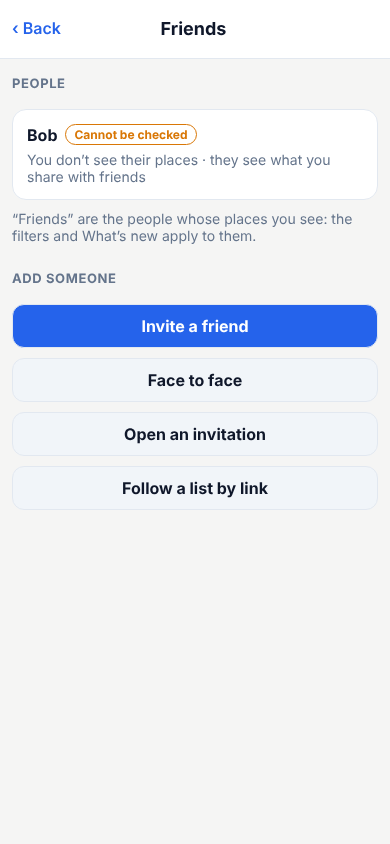 ‹ Back
Friends
PEOPLE
Bob
Cannot be checked
You don’t see their places · they see what you
share with friends
“Friends” are the people whose places you see: the
filters and What’s new apply to them.
ADD SOMEONE
Invite a friend
Face to face
Open an invitation
Follow a list by link